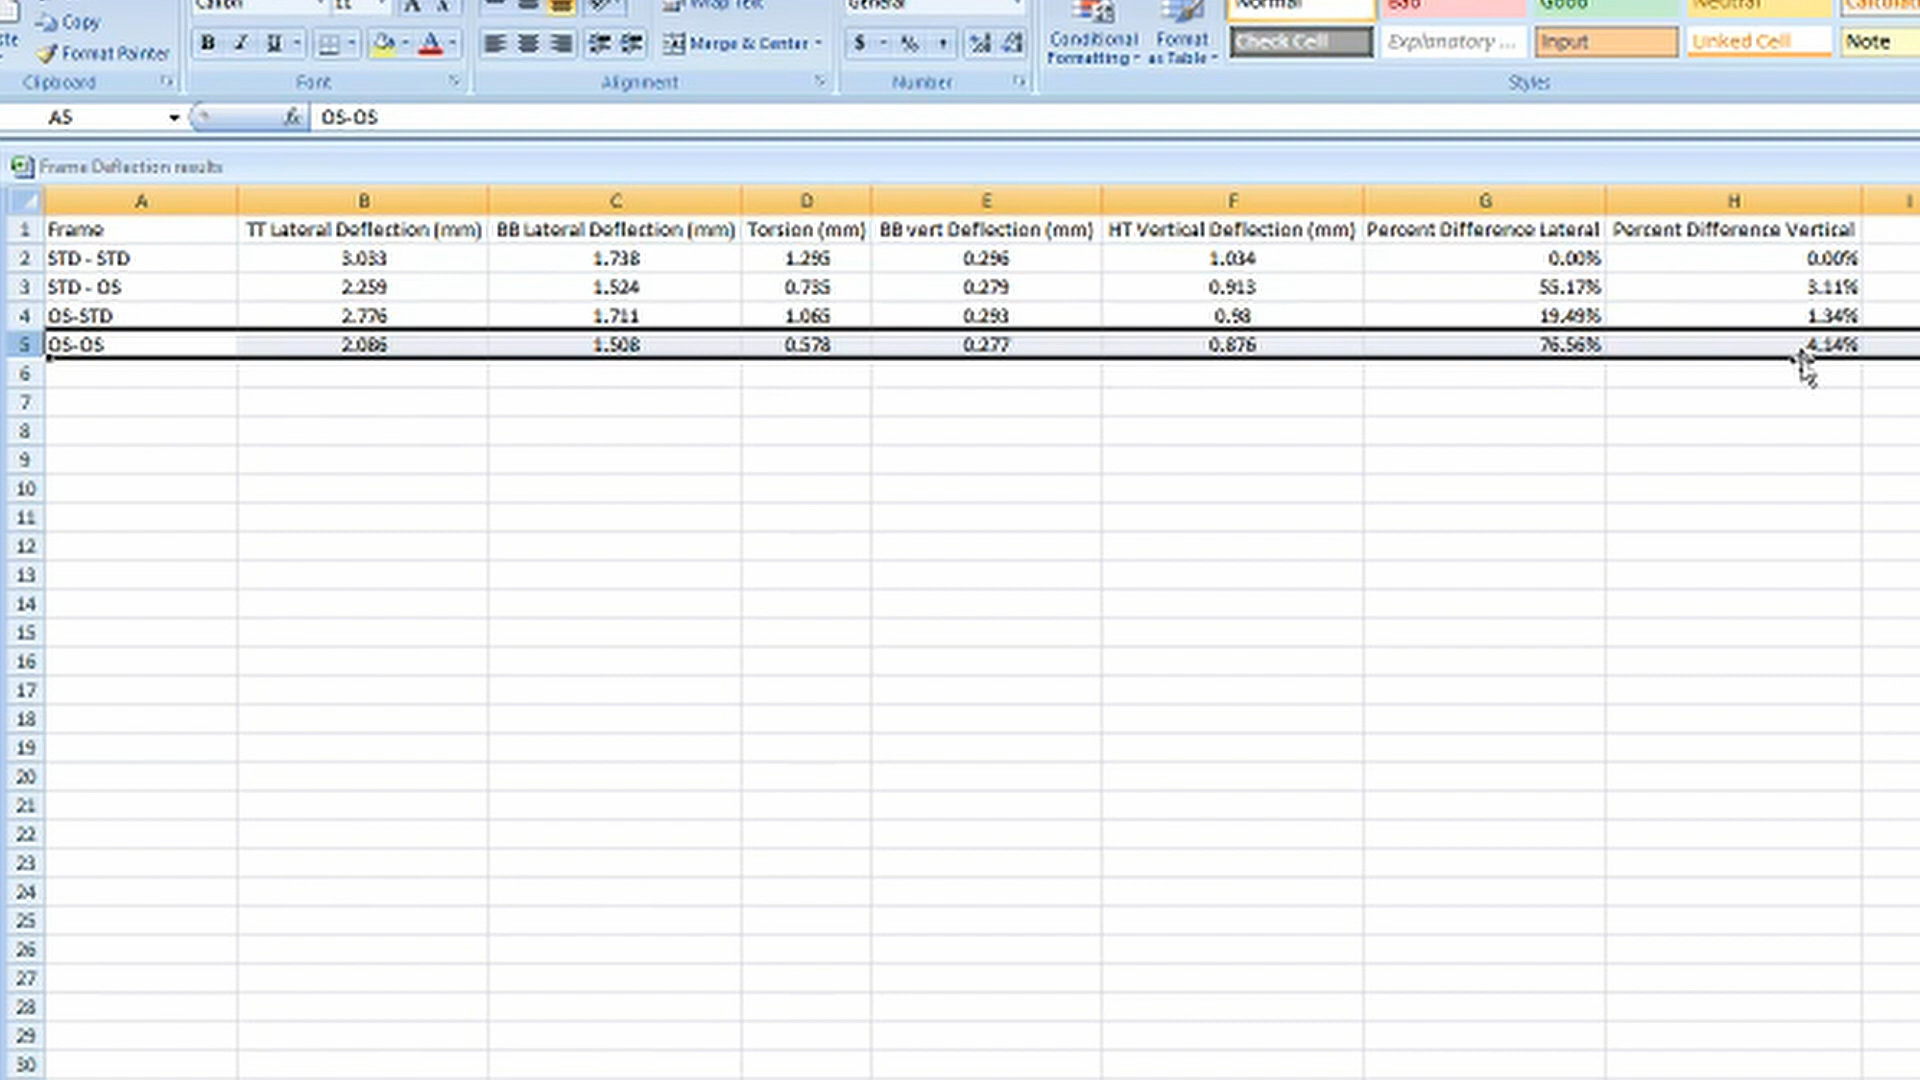 Copy
Format Painter
Clipboard
B I U
Font
Merge & Center
Alignment
$ % ,
Number
Conditional Formatting
Format as Table
Normal Bad Good Neutral
Check Cell Explanatory ... Input Linked Cell Note
Styles
A5 fx OS-OS
Frame Deflection results
A B C D E F G H I
1 Frame TT Lateral Deflection (mm) BB Lateral Deflection (mm) Torsion (mm) BB vert Deflection (mm) HT Vertical Deflection (mm) Percent Difference Lateral Percent Difference Vertical
2 STD - STD 3.033 1.738 1.295 0.296 1.034 0.00% 0.00%
3 STD - OS 2.259 1.524 0.735 0.279 0.913 55.17% 3.11%
4 OS-STD 2.776 1.711 1.065 0.293 0.98 19.49% 1.34%
5 OS-OS 2.086 1.508 0.578 0.277 0.876 76.56% 4.14%
6
7
8
9
10
11
12
13
14
15
16
17
18
19
20
21
22
23
24
25
26
27
28
29
30